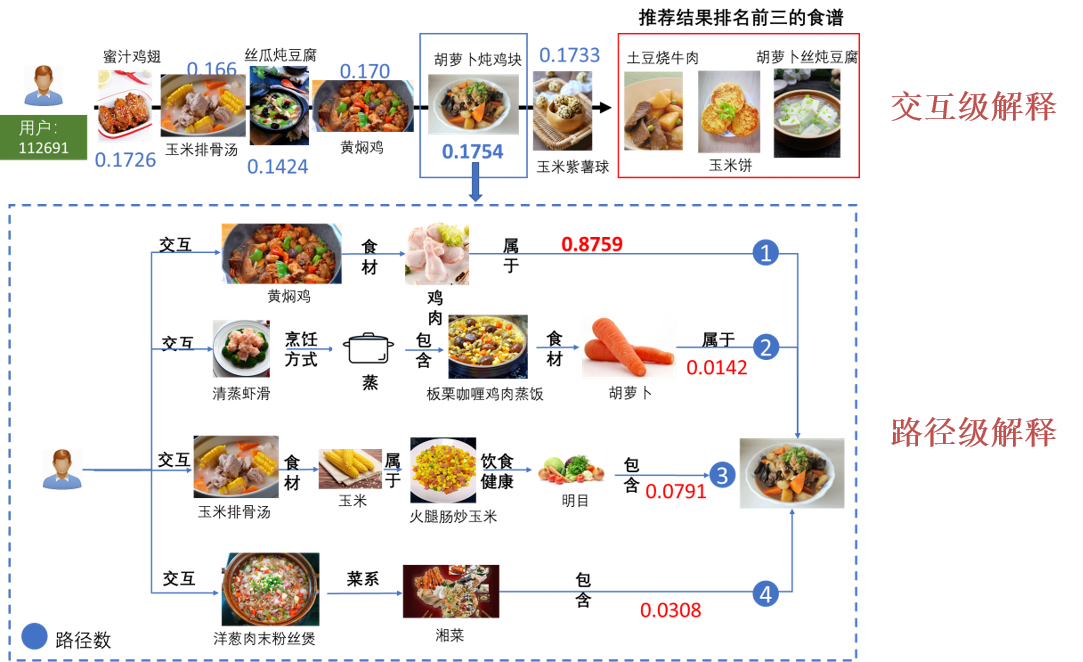 推荐结果排名前三的食谱
蜜汁鸡翅
丝瓜炖豆腐
0.166
0.170
胡萝卜炖鸡块
0.1733
土豆烧牛肉
胡萝卜丝炖豆腐
交互级解释
用户:
112691
0.1726
玉米排骨汤
0.1424
黄焖鸡
0.1754
玉米紫薯球
玉米饼
交互
食材
属于
0.8759
1
黄焖鸡
鸡肉
交互
烹饪方式
包含
食材
属于
2
0.0142
清蒸虾滑
蒸
板栗咖喱鸡肉蒸饭
胡萝卜
路径级解释
交互
食材
属于
饮食健康
包含
3
0.0791
玉米排骨汤
玉米
火腿肠炒玉米
明目
交互
菜系
包含
4
0.0308
洋葱肉末粉丝煲
湘菜
路径数